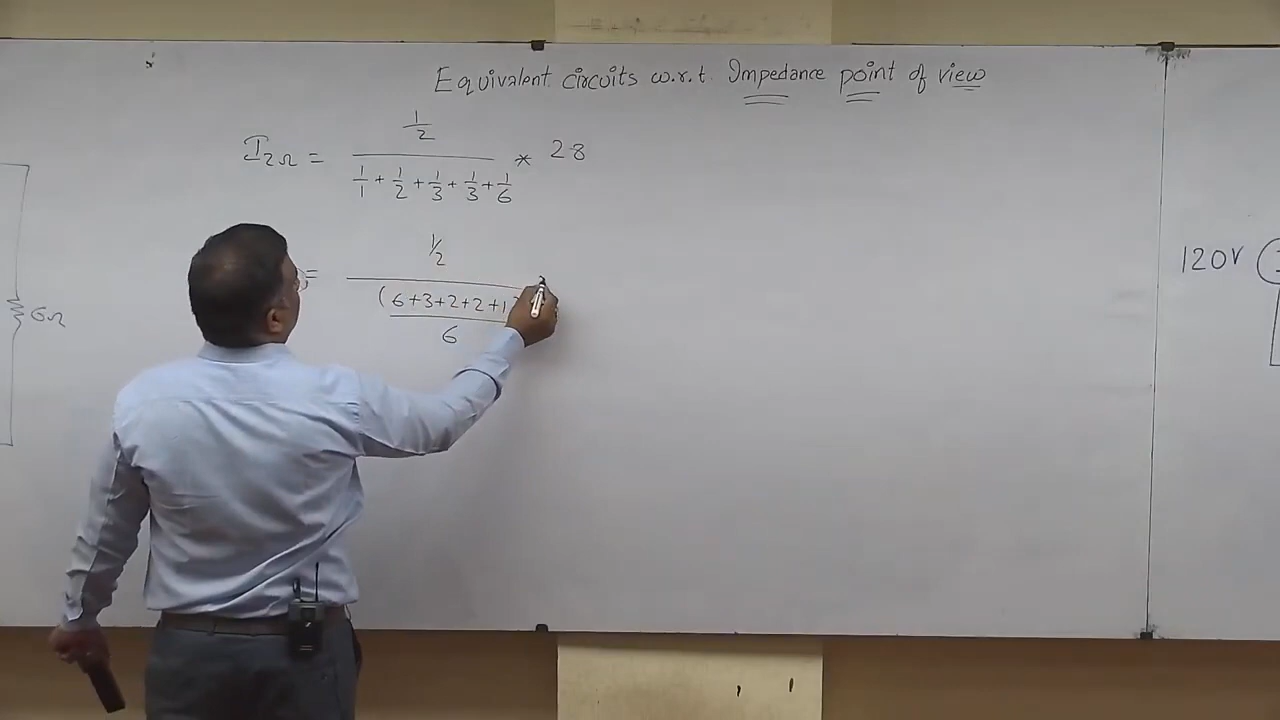 Equivalent circuits w.r.t. Impedance point of view
I2Ω = 1/2 / (1/1 + 1/2 + 1/3 + 1/3 + 1/6) * 28
= 1/2 / ((6+3+2+2+1) / 6)
6Ω
120V